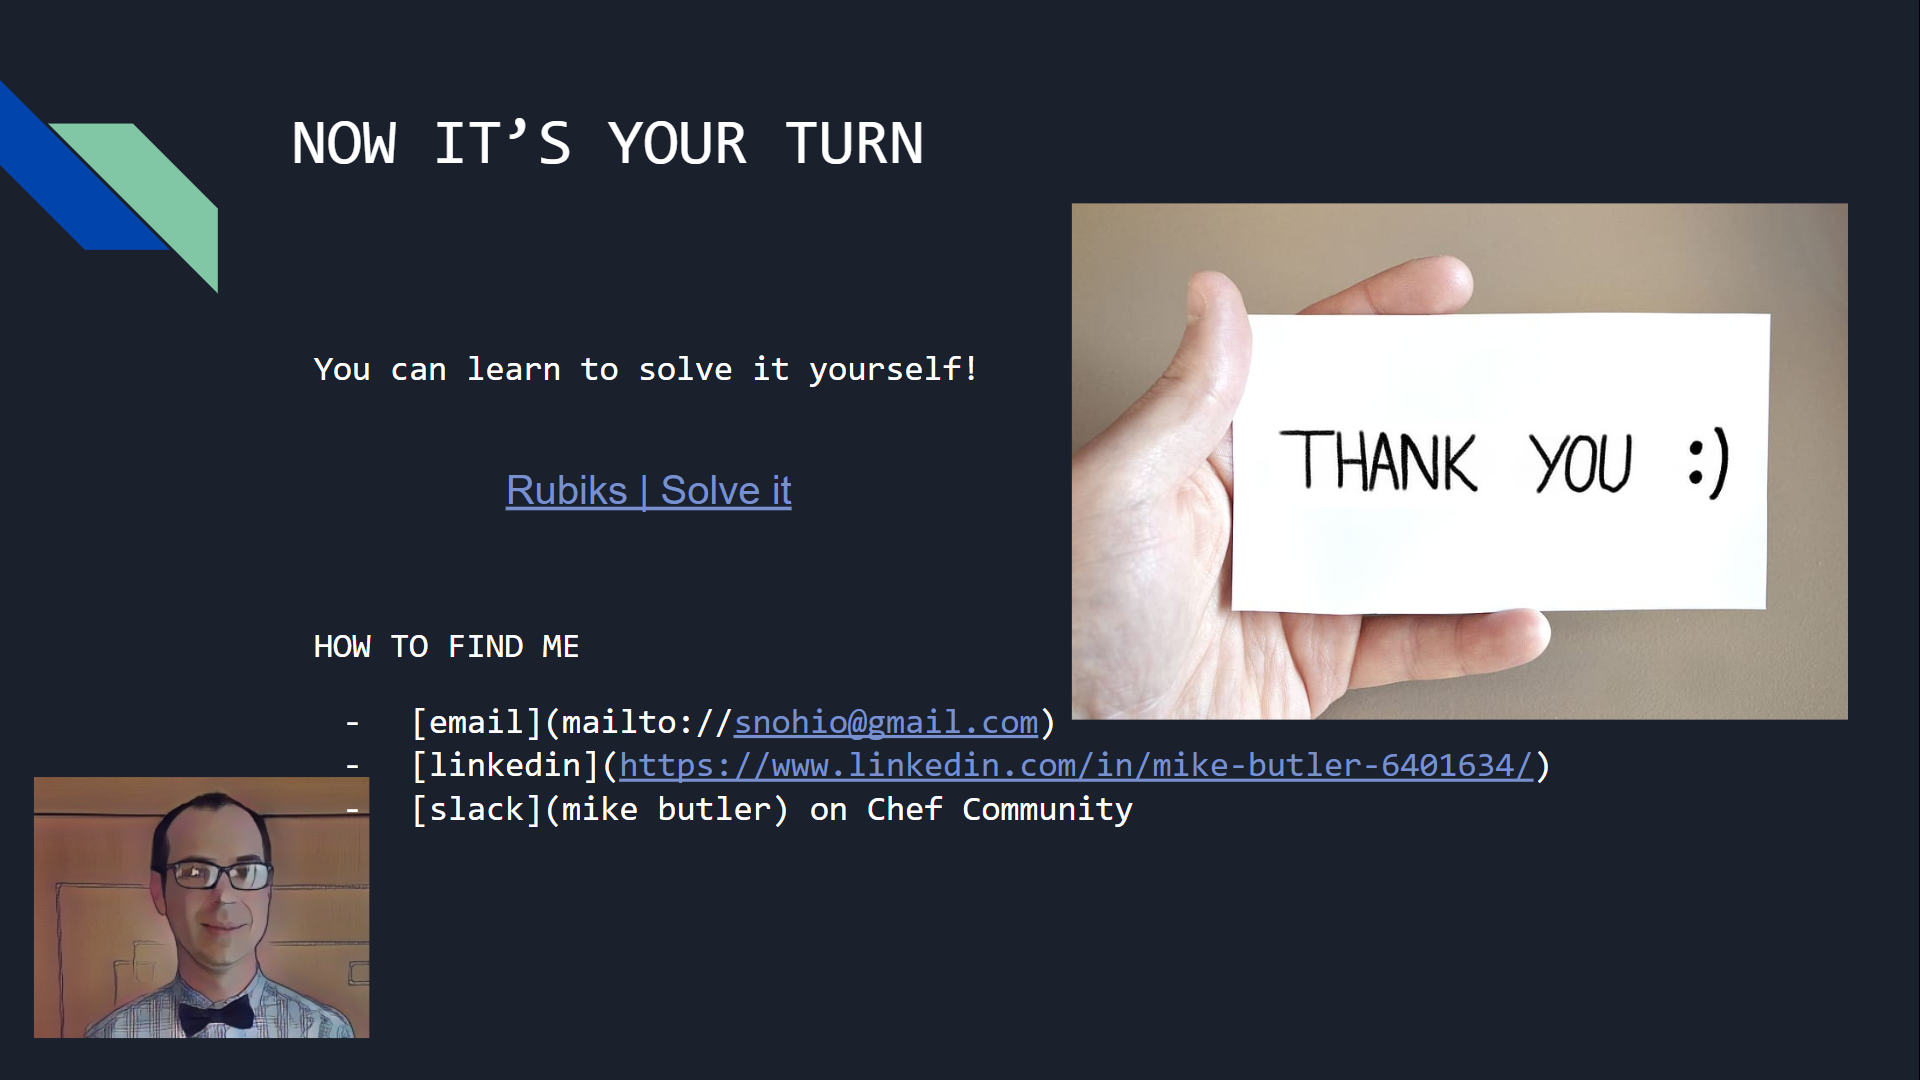 NOW IT’S YOUR TURN
You can learn to solve it yourself!
Rubiks | Solve it
THANK YOU :)
HOW TO FIND ME
- [email](mailto://snohio@gmail.com)
- [linkedin](https://www.linkedin.com/in/mike-butler-6401634/)
- [slack](mike butler) on Chef Community